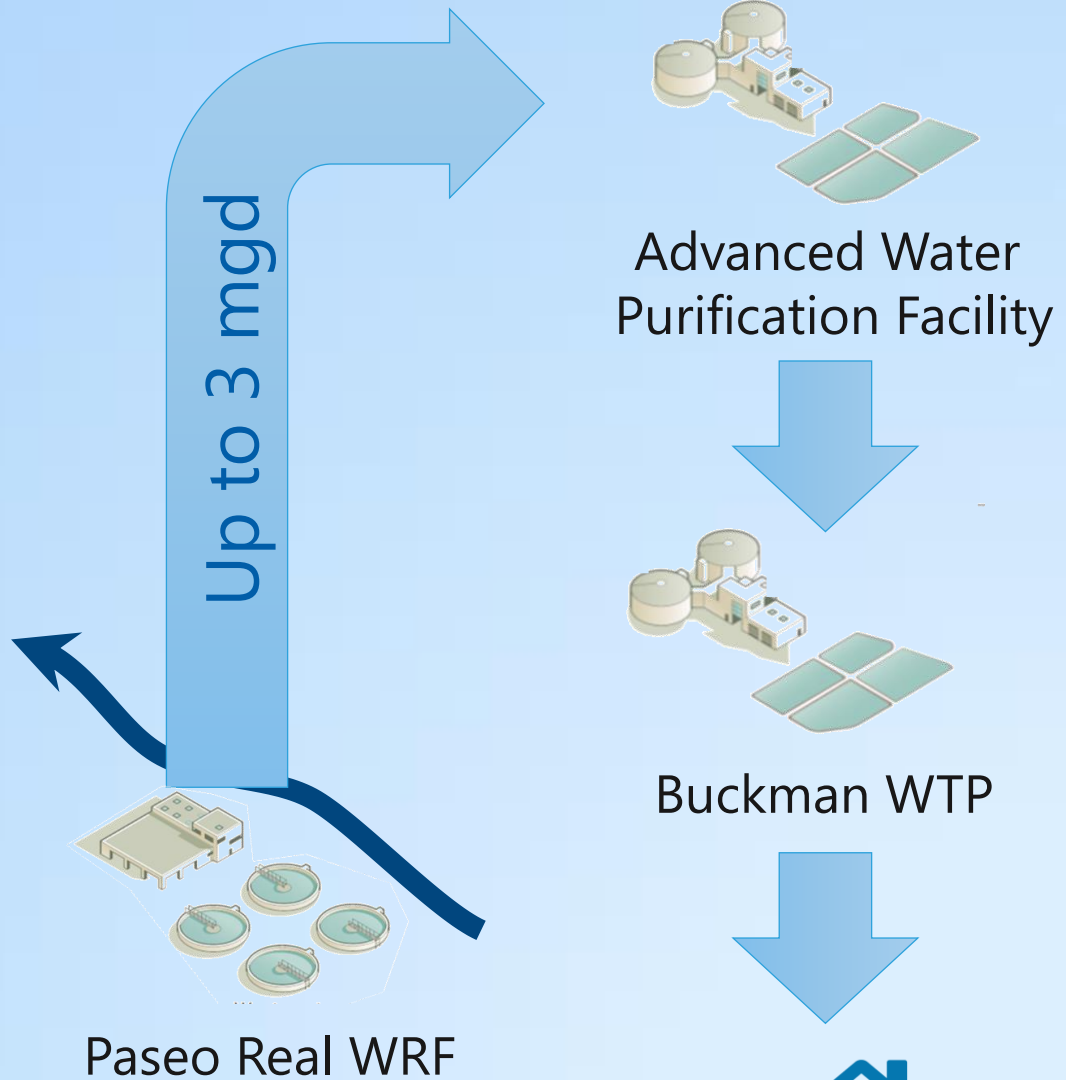 Up to 3 mgd
Advanced Water
Purification Facility
Buckman WTP
Paseo Real WRF